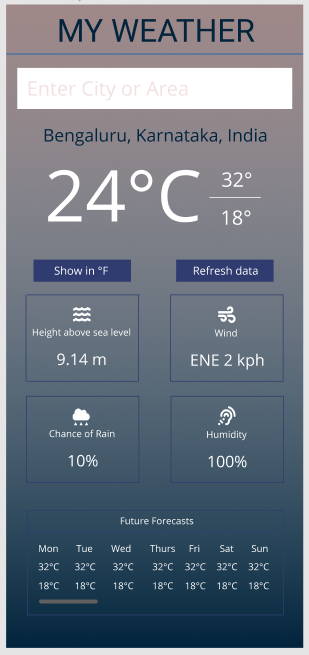 MY WEATHER
Enter City or Area
Bengaluru, Karnataka, India
24°C
32°
18°
Show in °F
Refresh data
Height above sea level
9.14 m
Wind
ENE 2 kph
Chance of Rain
10%
Humidity
100%
Future Forecasts
Mon Tue Wed Thurs Fri Sat Sun
32°C 32°C 32°C 32°C 32°C 32°C 32°C
18°C 18°C 18°C 18°C 18°C 18°C 18°C